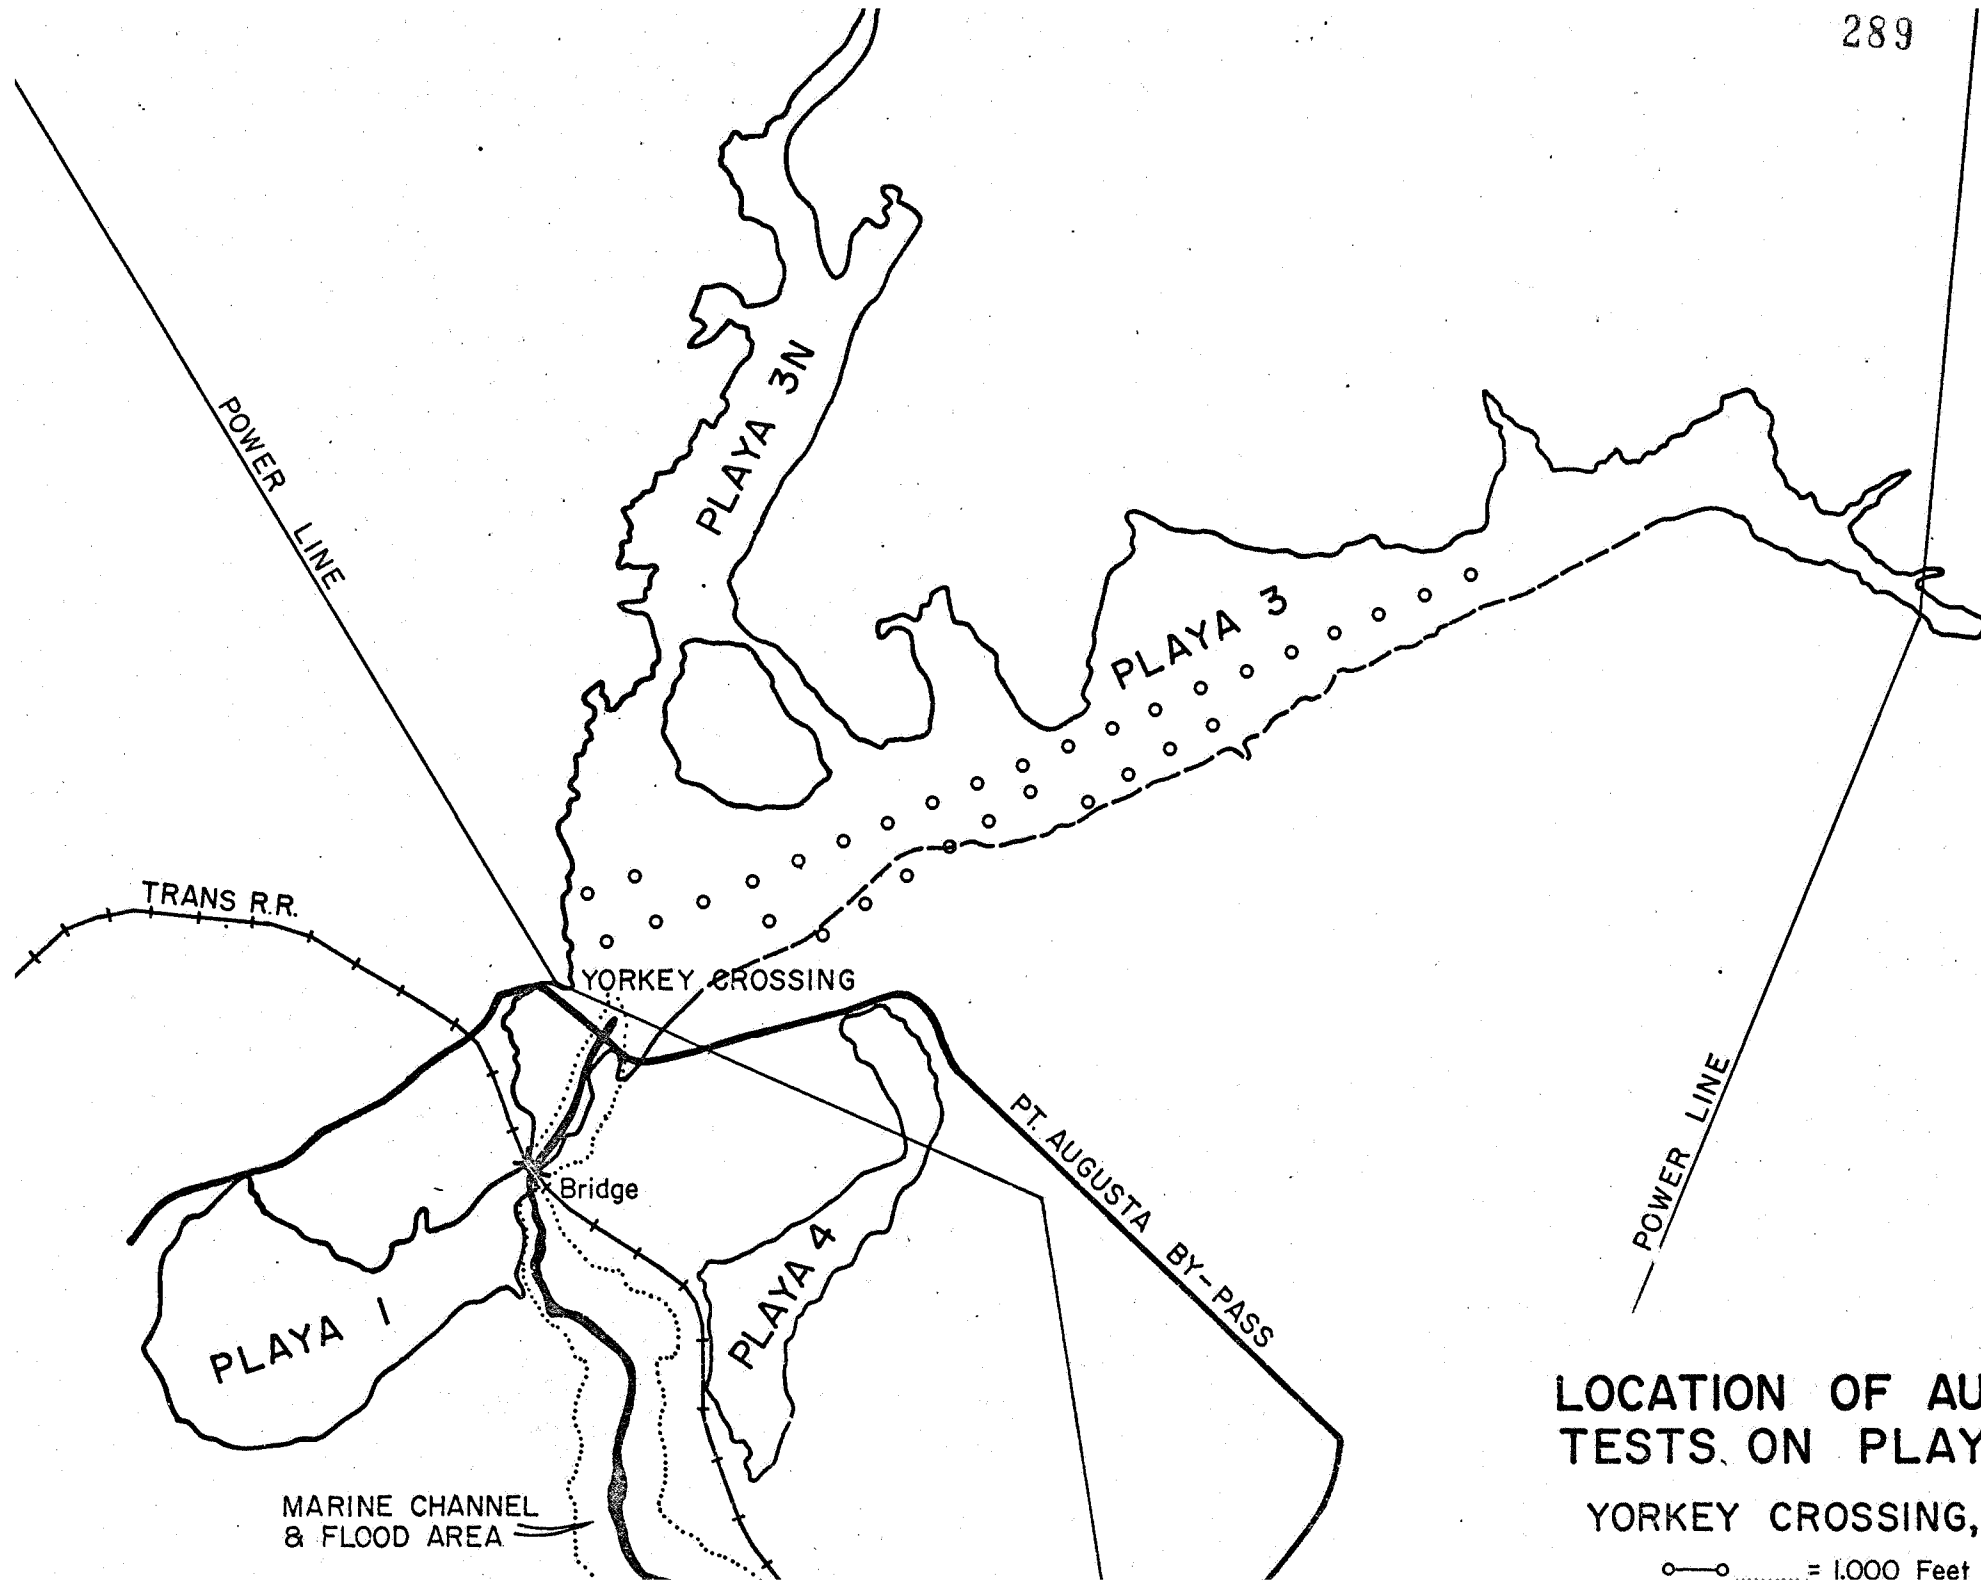 289
POWER LINE
PLAYA 3N
PLAYA 3
TRANS R.R.
YORKEY CROSSING
Bridge
PT. AUGUSTA BY-PASS
POWER LINE
PLAYA 4
PLAYA 1
MARINE CHANNEL
& FLOOD AREA
LOCATION OF AU
TESTS ON PLAY
YORKEY CROSSING,
= 1,000 Feet